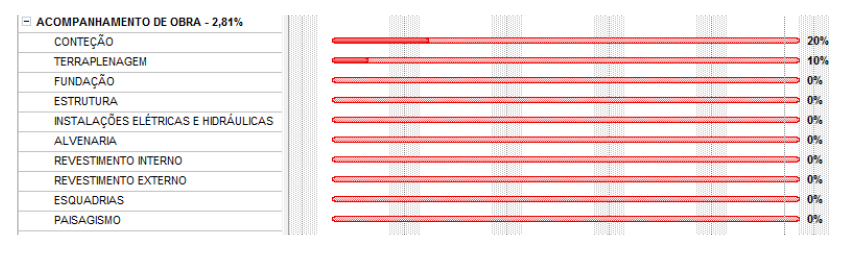 ACOMPANHAMENTO DE OBRA - 2,81%
CONTEÇÃO 20%
TERRAPLENAGEM 10%
FUNDAÇÃO 0%
ESTRUTURA 0%
INSTALAÇÕES ELÉTRICAS E HIDRÁULICAS 0%
ALVENARIA 0%
REVESTIMENTO INTERNO 0%
REVESTIMENTO EXTERNO 0%
ESQUADRIAS 0%
PAISAGISMO 0%